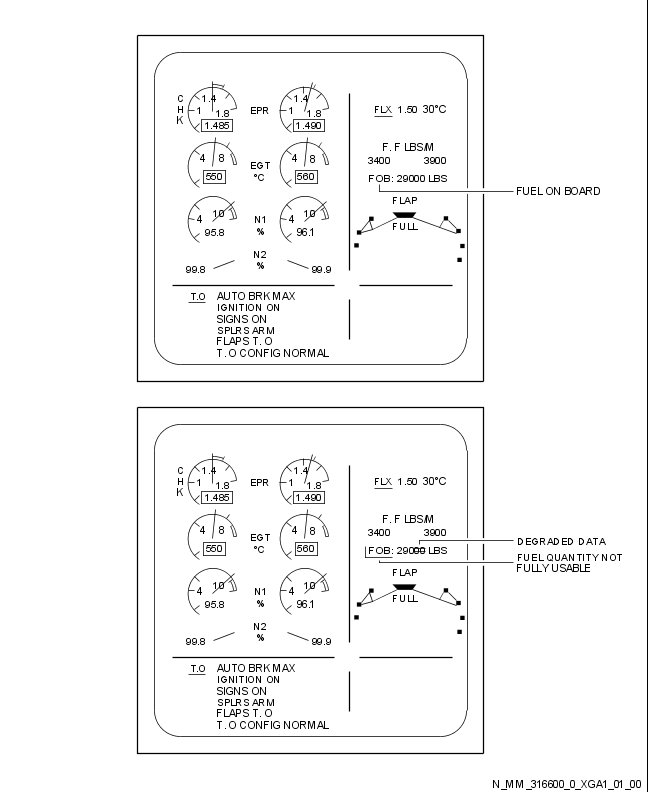 C
H
K
1.4
1
1.8
1.485
EPR
1.4
1
1.8
1.490
FLX 1.50 30°C
4 8
550
EGT
°C
4 8
560
F. F LBS/M
3400 3900
FOB: 29000 LBS
FUEL ON BOARD
FLAP
FULL
4 10
95.8
N1
%
4 10
96.1
N2
%
99.8 99.9
T.O AUTO BRK MAX
IGNITION ON
SIGNS ON
SPLRS ARM
FLAPS T. O
T. O CONFIG NORMAL
C
H
K
1.4
1
1.8
1.485
EPR
1.4
1
1.8
1.490
FLX 1.50 30°C
4 8
550
EGT
°C
4 8
560
F. F LBS/M
3400 3900
FOB: 29000 LBS
DEGRADED DATA
FUEL QUANTITY NOT
FULLY USABLE
FLAP
FULL
4 10
95.8
N1
%
4 10
96.1
N2
%
99.8 99.9
T.O AUTO BRK MAX
IGNITION ON
SIGNS ON
SPLRS ARM
FLAPS T. O
T. O CONFIG NORMAL
N_MM_316600_0_XGA1_01_00